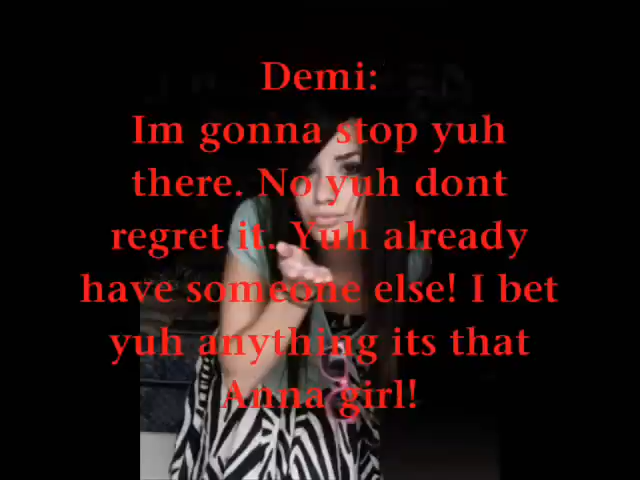 Demi:
Im gonna stop yuh
there. No yuh dont
regret it. Yuh already
have someone else! I bet
yuh anything its that
Anna girl!